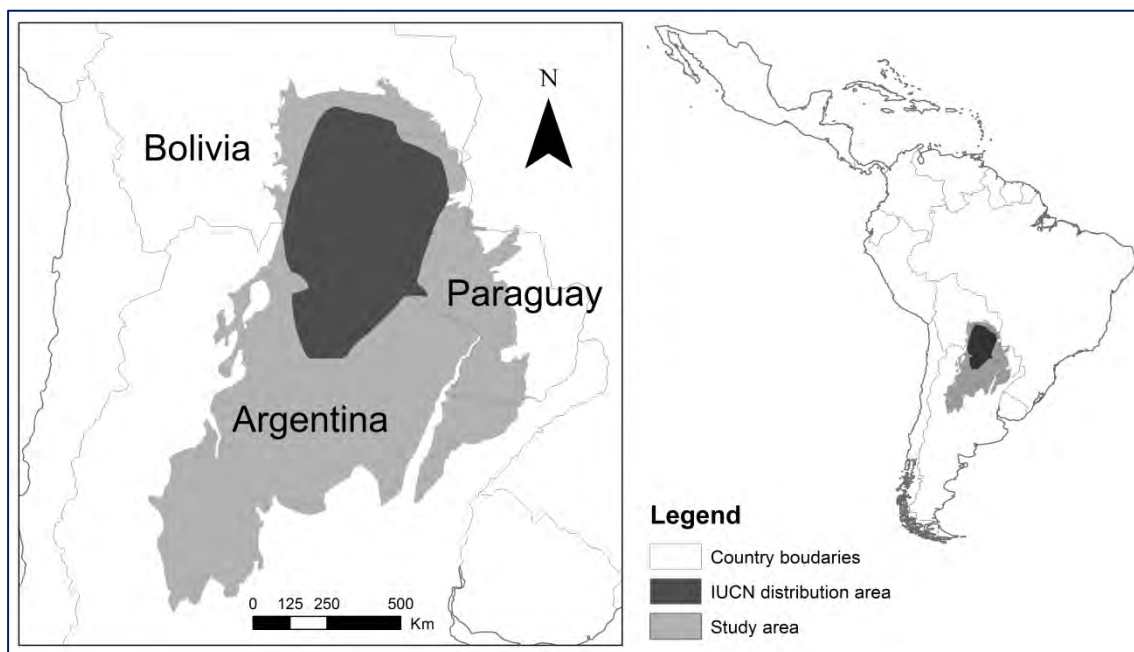 N
Bolivia
Paraguay
Argentina
0 125 250 500
Km
Legend
Country boudaries
IUCN distribution area
Study area